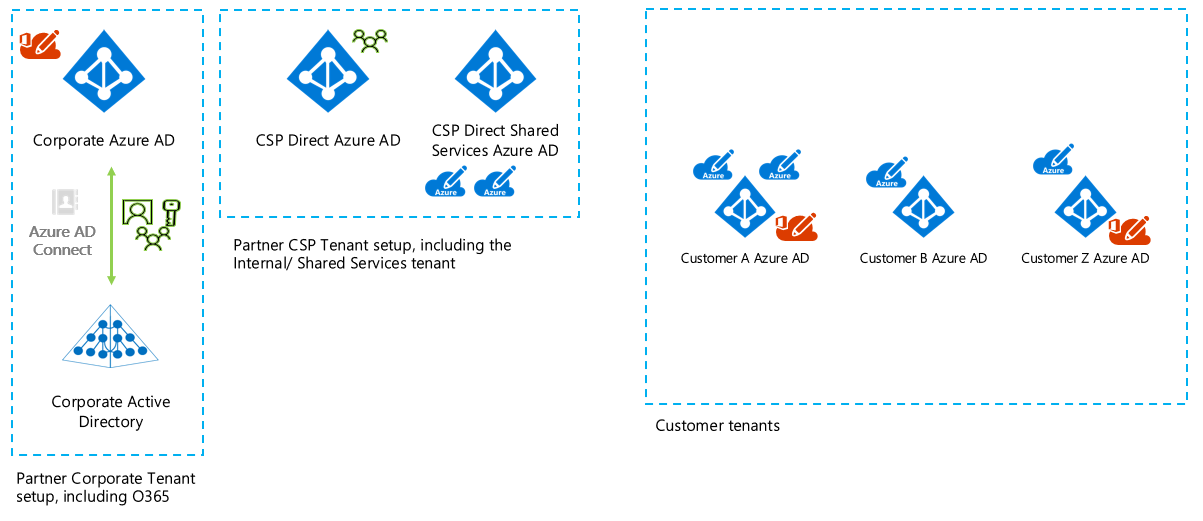 Corporate Azure AD
Azure AD
Connect
Corporate Active
Directory
Partner Corporate Tenant
setup, including O365
CSP Direct Azure AD
CSP Direct Shared
Services Azure AD
Azure
Azure
Partner CSP Tenant setup, including the
Internal/ Shared Services tenant
Azure
Azure
Customer A Azure AD
Azure
Customer B Azure AD
Azure
Customer Z Azure AD
Customer tenants